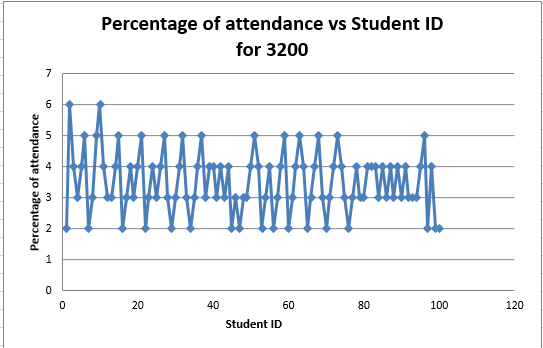 Percentage of attendance vs Student ID
for 3200
7
6
5
4
3
2
1
0
Percentage of attendance
0 20 40 60 80 100 120
Student ID